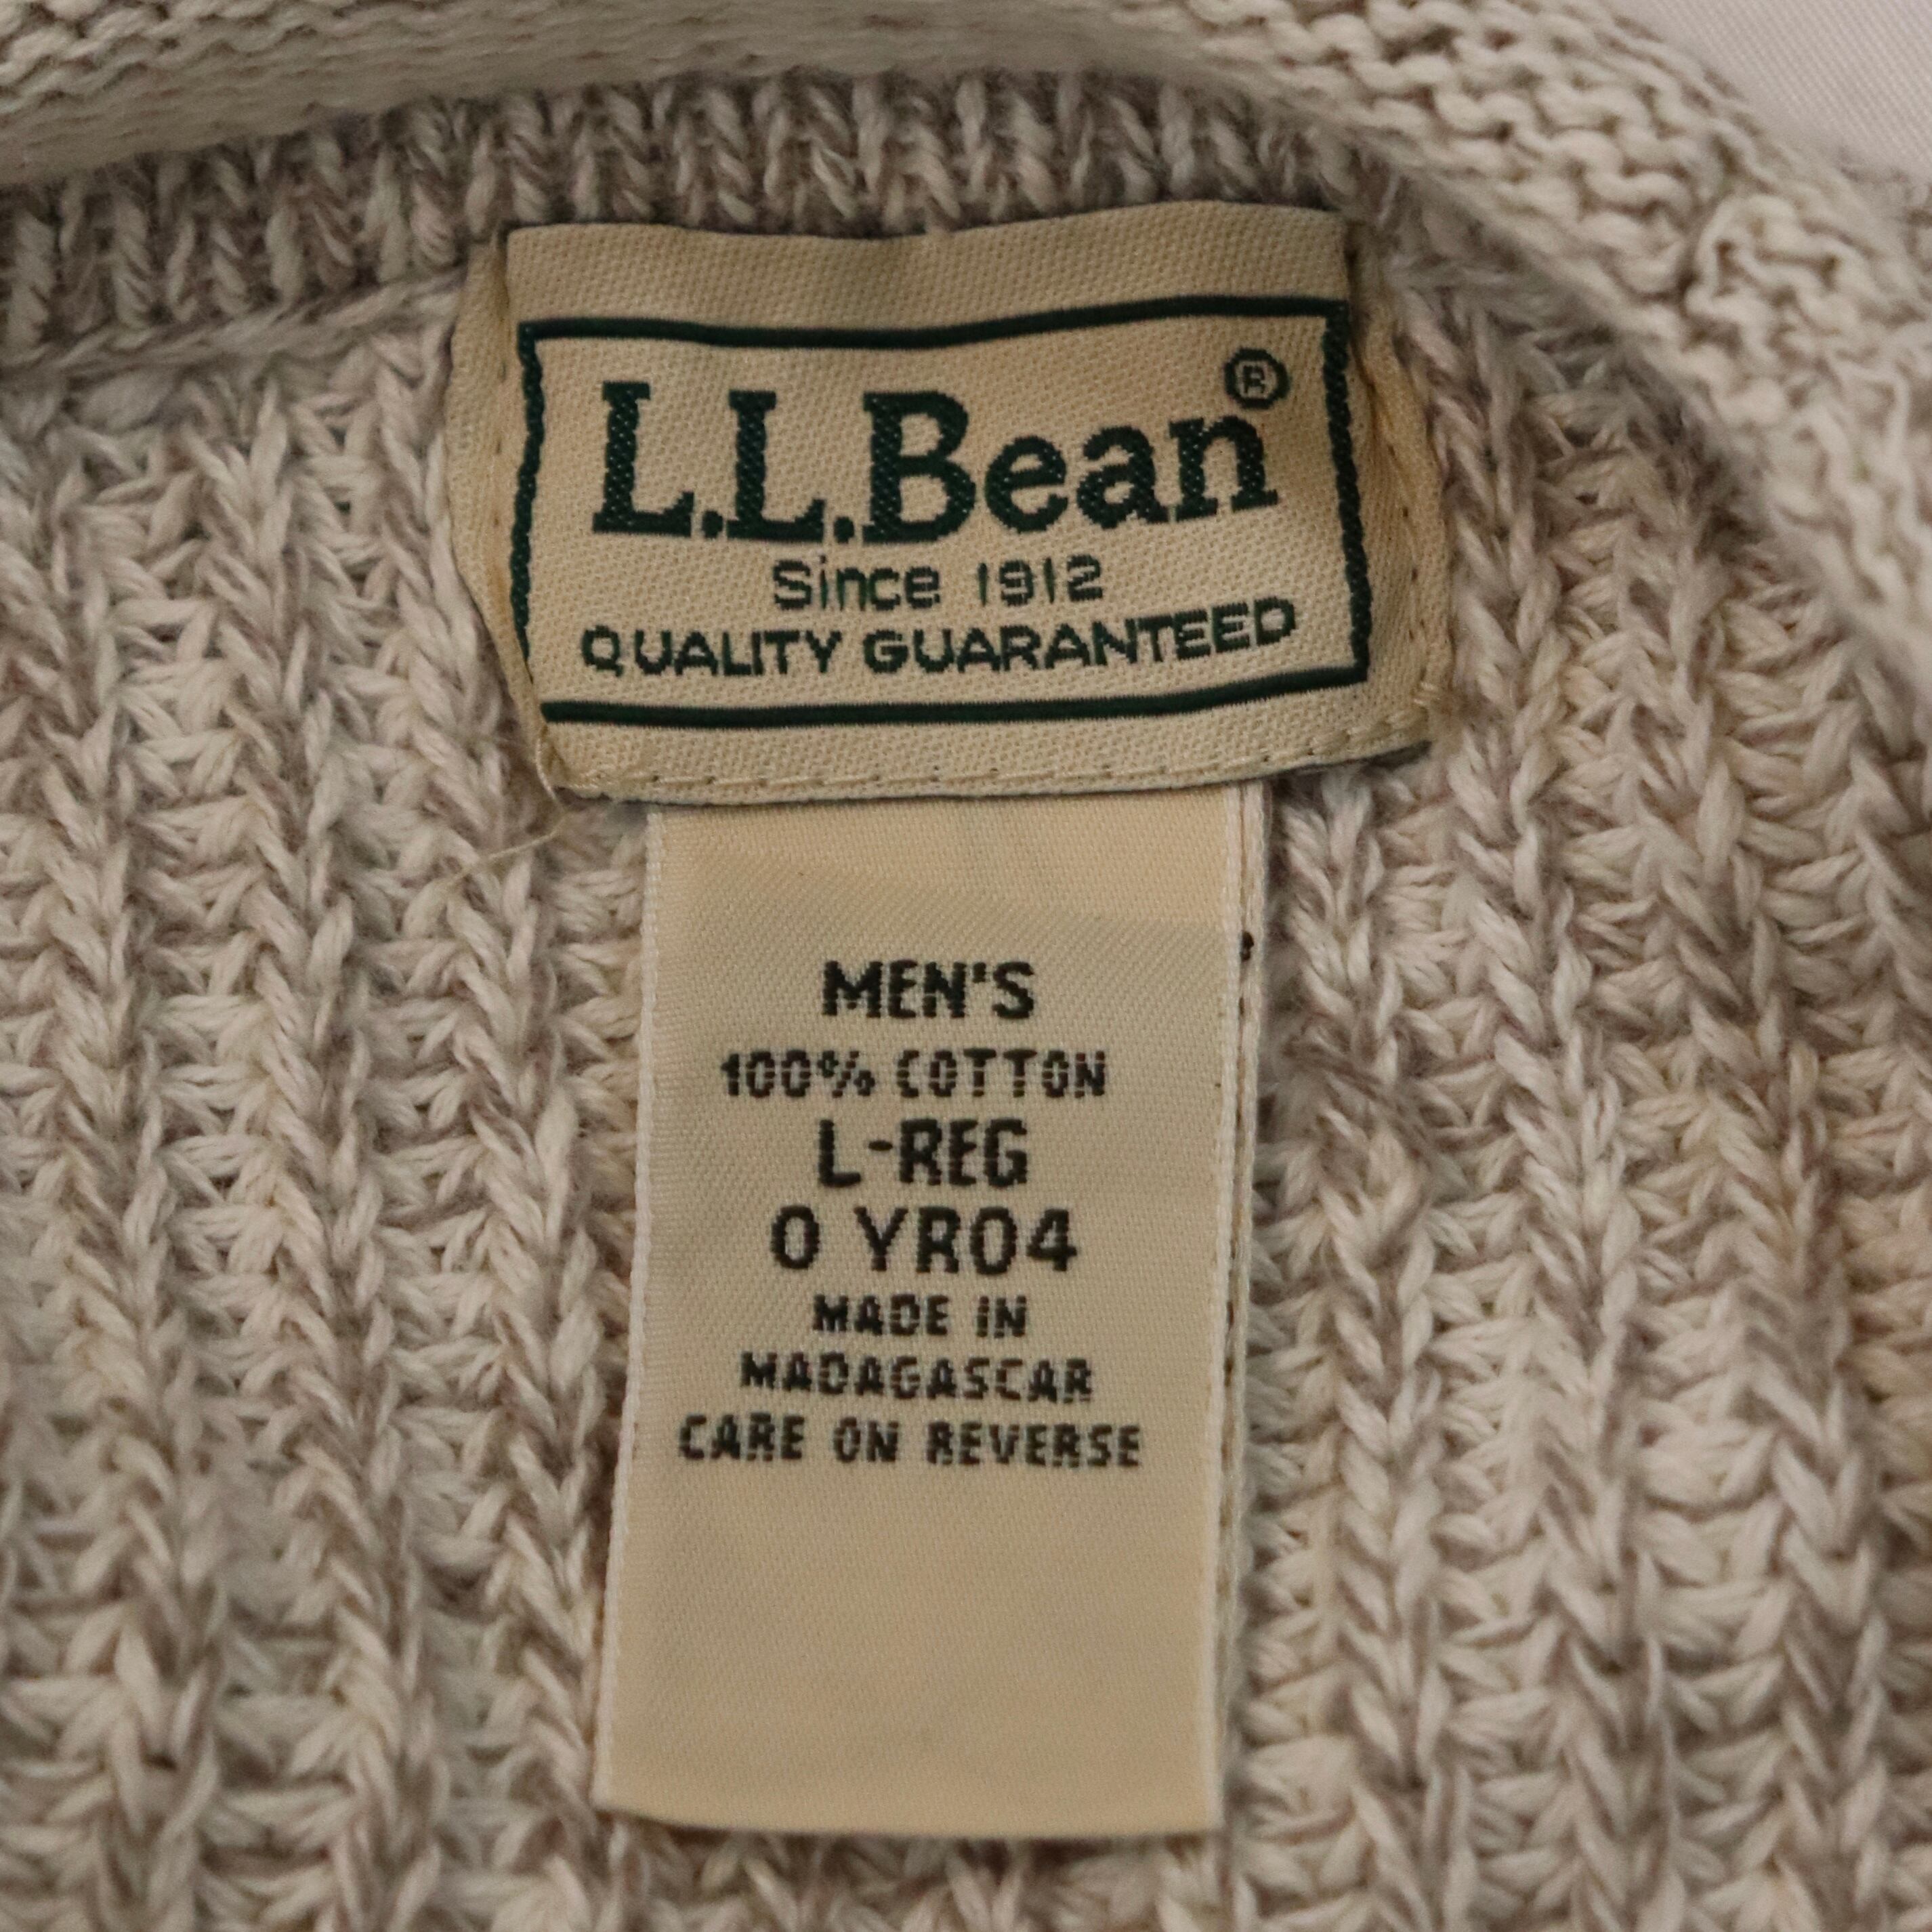 L.L.Bean®
Since 1912
QUALITY GUARANTEED
MEN'S
100% COTTON
L-REG
0 YR04
MADE IN
MADAGASCAR
CARE ON REVERSE